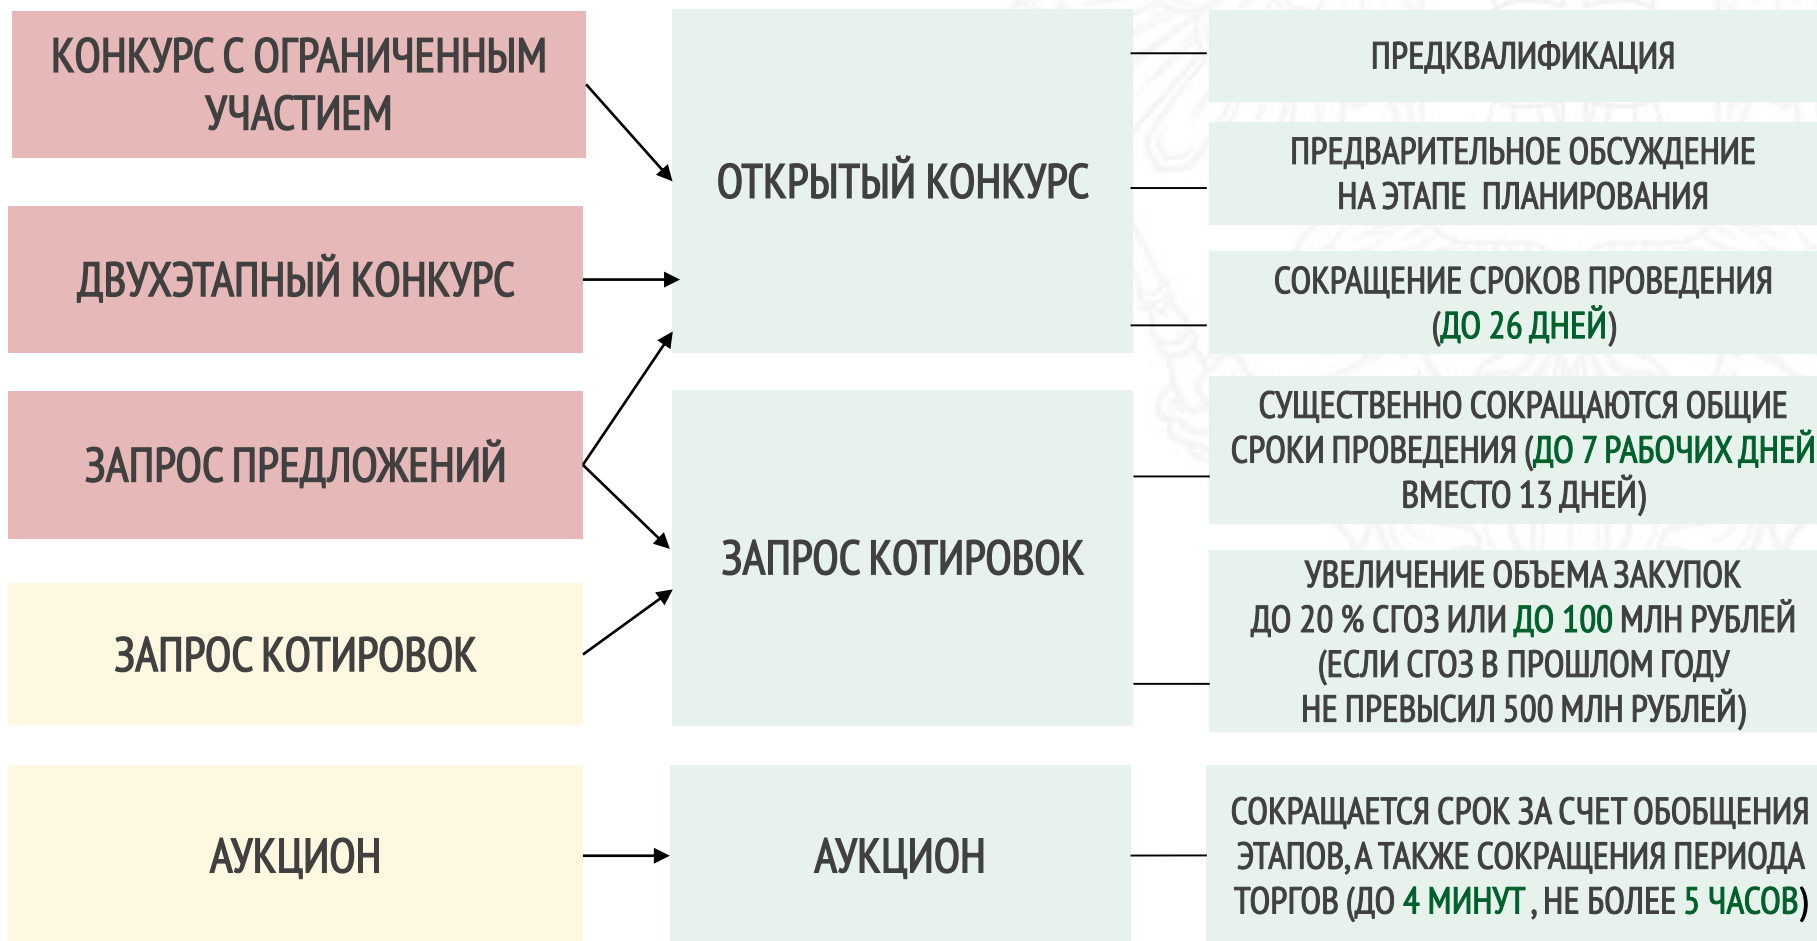 КОНКУРС С ОГРАНИЧЕННЫМ
УЧАСТИЕМ
ДВУХЭТАПНЫЙ КОНКУРС
ЗАПРОС ПРЕДЛОЖЕНИЙ
ЗАПРОС КОТИРОВОК
АУКЦИОН
ОТКРЫТЫЙ КОНКУРС
ЗАПРОС КОТИРОВОК
АУКЦИОН
ПРЕДКВАЛИФИКАЦИЯ
ПРЕДВАРИТЕЛЬНОЕ ОБСУЖДЕНИЕ
НА ЭТАПЕ ПЛАНИРОВАНИЯ
СОКРАЩЕНИЕ СРОКОВ ПРОВЕДЕНИЯ
(ДО 26 ДНЕЙ)
СУЩЕСТВЕННО СОКРАЩАЮТСЯ ОБЩИЕ
СРОКИ ПРОВЕДЕНИЯ (ДО 7 РАБОЧИХ ДНЕЙ
ВМЕСТО 13 ДНЕЙ)
УВЕЛИЧЕНИЕ ОБЪЕМА ЗАКУПОК
ДО 20 % СГОЗ ИЛИ ДО 100 МЛН РУБЛЕЙ
(ЕСЛИ СГОЗ В ПРОШЛОМ ГОДУ
НЕ ПРЕВЫСИЛ 500 МЛН РУБЛЕЙ)
СОКРАЩАЕТСЯ СРОК ЗА СЧЕТ ОБОБЩЕНИЯ
ЭТАПОВ, А ТАКЖЕ СОКРАЩЕНИЯ ПЕРИОДА
ТОРГОВ (ДО 4 МИНУТ , НЕ БОЛЕЕ 5 ЧАСОВ)